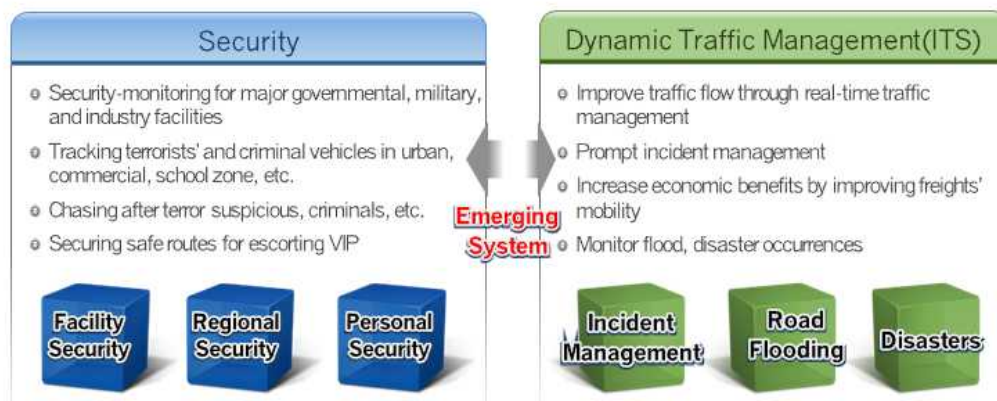 Security
Security-monitoring for major governmental, military,
and industry facilities
Tracking terrorists' and criminal vehicles in urban,
commercial, school zone, etc.
Chasing after terror suspicious, criminals, etc.
Securing safe routes for escorting VIP
Facility
Security
Regional
Security
Personal
Security
Emerging
System
Dynamic Traffic Management(ITS)
Improve traffic flow through real-time traffic
management
Prompt incident management
Increase economic benefits by improving freights'
mobility
Monitor flood, disaster occurrences
Incident
Management
Road
Flooding
Disasters